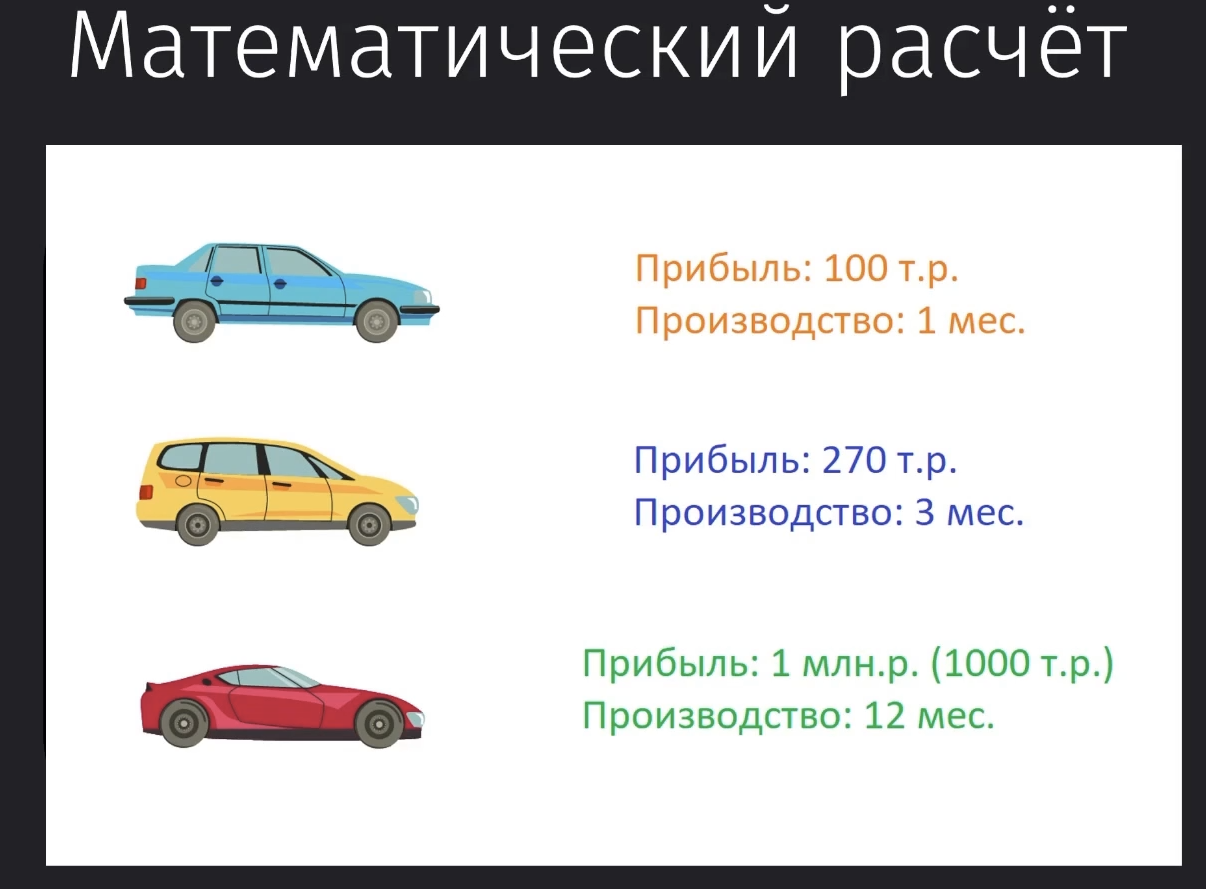 Математический расчёт
Прибыль: 100 т.р.
Производство: 1 мес.
Прибыль: 270 т.р.
Производство: 3 мес.
Прибыль: 1 млн.р. (1000 т.р.)
Производство: 12 мес.